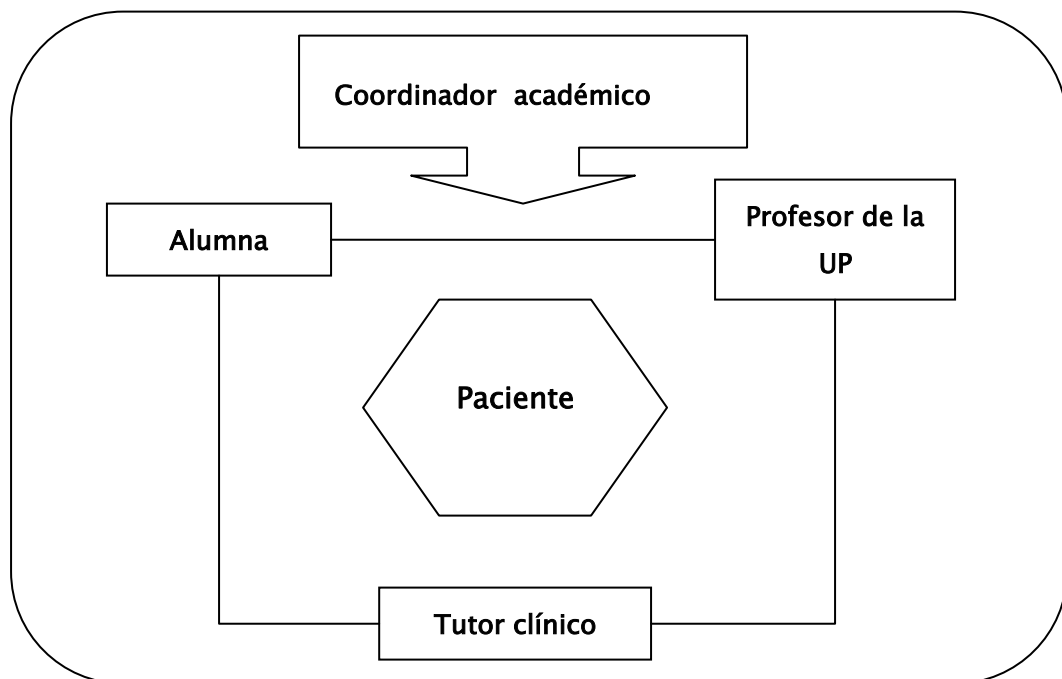 Coordinador académico
Alumna
Profesor de la
UP
Paciente
Tutor clínico